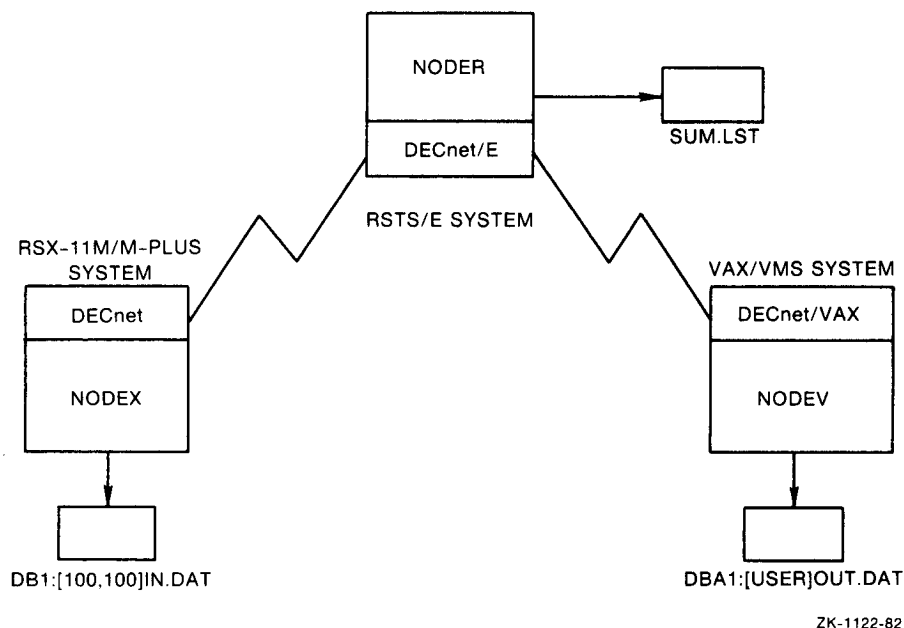 NODER
DECnet/E
SUM.LST
RSTS/E SYSTEM
RSX-11M/M-PLUS
SYSTEM
DECnet
NODEX
DB1:[100,100]IN.DAT
VAX/VMS SYSTEM
DECnet/VAX
NODEV
DBA1:[USER]OUT.DAT
ZK-1122-82